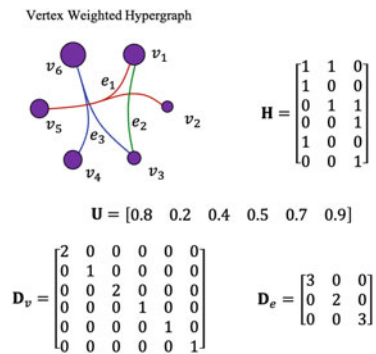 Vertex Weighted Hypergraph
v₆ v₁
e₁
v₅ e₂ v₂
e₃
v₄ v₃
H =
1 1 0
1 0 0
0 1 1
0 0 1
1 0 0
0 0 1
U = [0.8 0.2 0.4 0.5 0.7 0.9]
Dᵥ =
2 0 0 0 0 0
0 1 0 0 0 0
0 0 2 0 0 0
0 0 0 1 0 0
0 0 0 0 1 0
0 0 0 0 0 1
Dₑ =
3 0 0
0 2 0
0 0 3